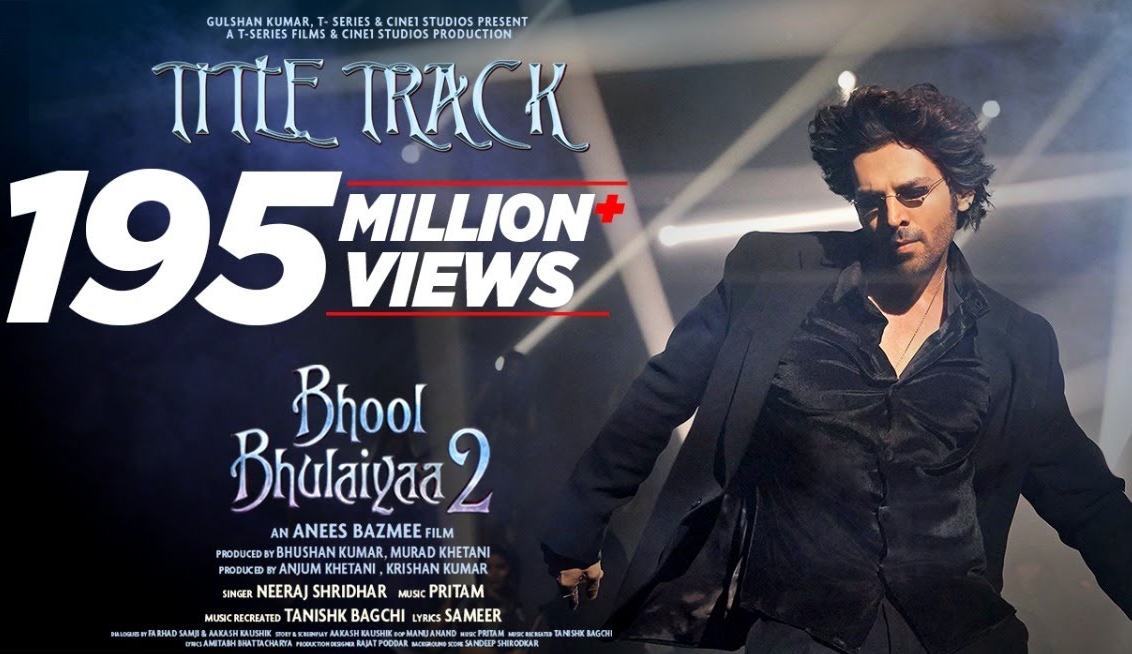 GULSHAN KUMAR, T- SERIES & CINE1 STUDIOS PRESENT
A T-SERIES FILMS & CINE1 STUDIOS PRODUCTION
TITLE TRACK
195 MILLION+
VIEWS
Bhool
Bhulaiyaa 2
AN ANEES BAZMEE FILM
PRODUCED BY BHUSHAN KUMAR, MURAD KHETANI
PRODUCED BY ANJUM KHETANI , KRISHAN KUMAR
SINGER NEERAJ SHRIDHAR MUSIC PRITAM
MUSIC RECREATED TANISHK BAGCHI LYRICS SAMEER
DIALOGUES BY FARHAD SAMJI & AAKASH KAUSHIK STORY & SCREENPLAY AAKASH KAUSHIK DOP MANU ANAND MUSIC PRITAM MUSIC RECREATED TANISHK BAGCHI
LYRICS AMITABH BHATTACHARYA PRODUCTION DESIGNER RAJAT PODDAR BACKGROUND SCORE SANDEEP SHIRODKAR